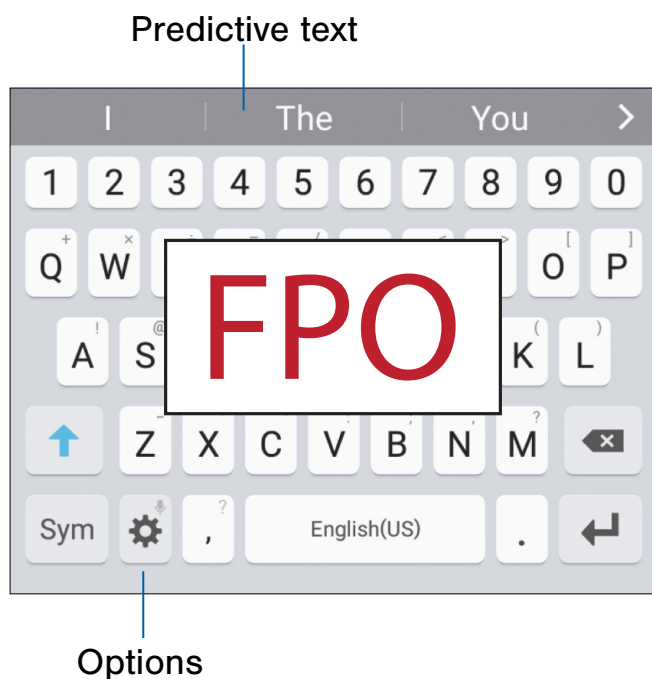 Predictive text
I The You >
1 2 3 4 5 6 7 8 9 0
+ × [ ]
Q W O P
FPO
! @ ( )
A S K L
?
Z X C V B N M
?
Sym , English(US) .
Options